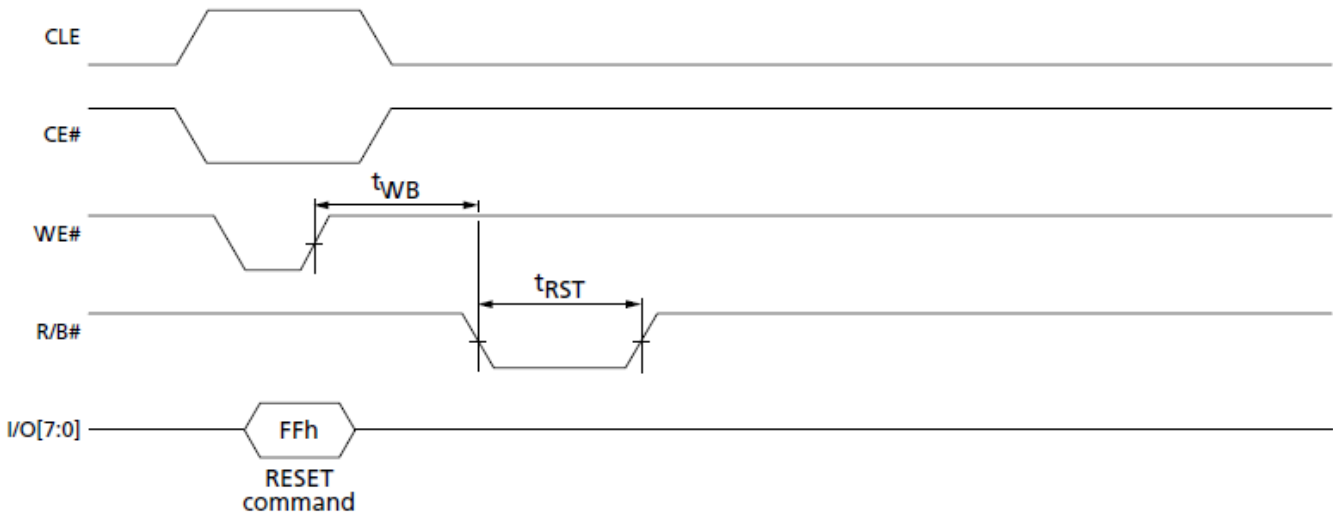 CLE
CE#
tWB
WE#
tRST
R/B#
I/O[7:0]
FFh
RESET
command